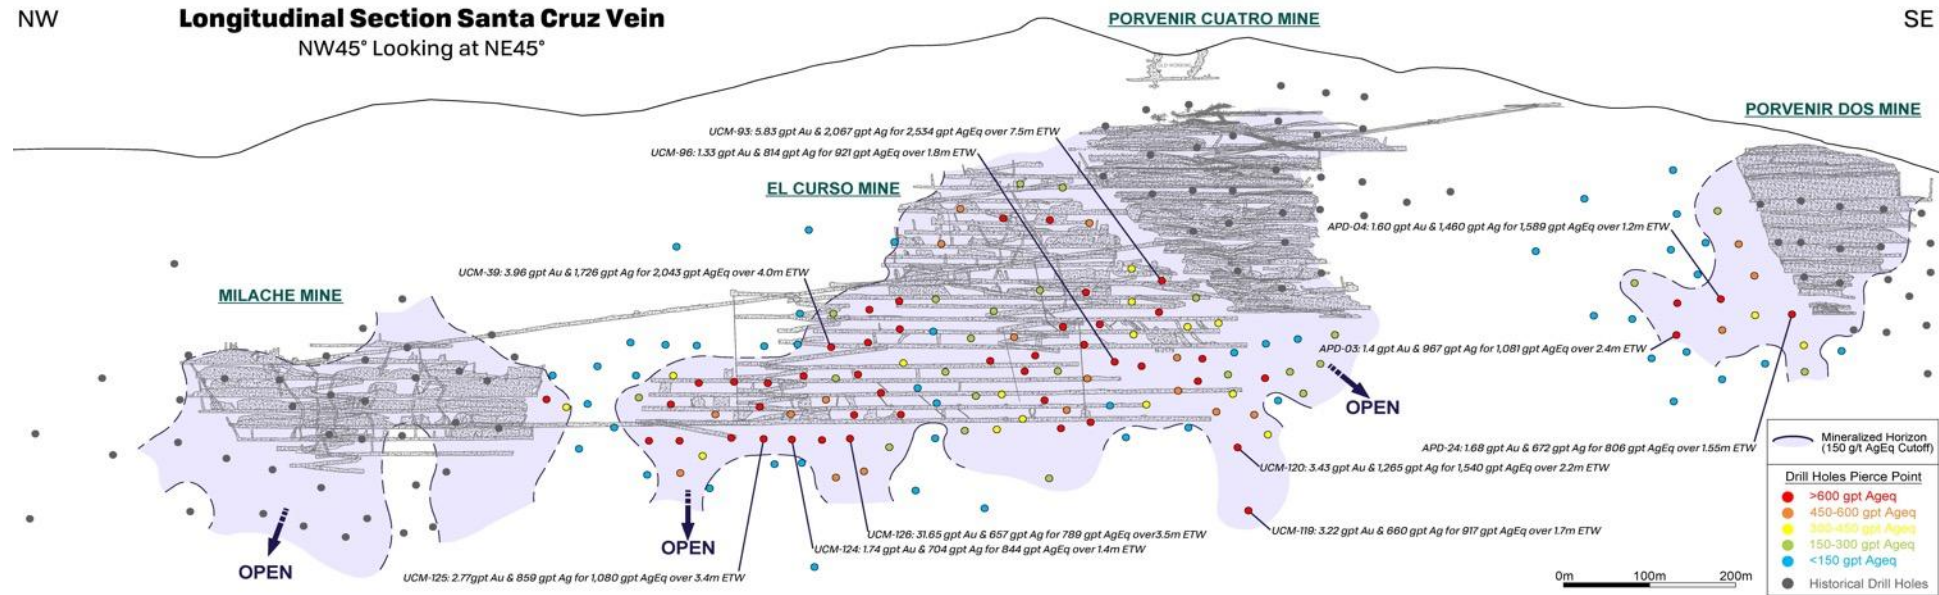 NW
Longitudinal Section Santa Cruz Vein
NW45° Looking at NE45°
SE
PORVENIR CUATRO MINE
OLD WORKING
PORVENIR DOS MINE
UCM-93: 5.83 gpt Au & 2,067 gpt Ag for 2,534 gpt AgEq over 7.5m ETW
UCM-96: 1.33 gpt Au & 814 gpt Ag for 921 gpt AgEq over 1.8m ETW
EL CURSO MINE
APD-04: 1.60 gpt Au & 1,460 gpt Ag for 1,589 gpt AgEq over 1.2m ETW
UCM-39: 3.96 gpt Au & 1,726 gpt Ag for 2,043 gpt AgEq over 4.0m ETW
MILACHE MINE
APD-03: 1.4 gpt Au & 967 gpt Ag for 1,081 gpt AgEq over 2.4m ETW
OPEN
APD-24: 1.68 gpt Au & 672 gpt Ag for 806 gpt AgEq over 1.55m ETW
UCM-120: 3.43 gpt Au & 1,265 gpt Ag for 1,540 gpt AgEq over 2.2m ETW
UCM-119: 3.22 gpt Au & 660 gpt Ag for 917 gpt AgEq over 1.7m ETW
UCM-126: 31.65 gpt Au & 657 gpt Ag for 789 gpt AgEq over3.5m ETW
UCM-124: 1.74 gpt Au & 704 gpt Ag for 844 gpt AgEq over 1.4m ETW
OPEN
OPEN
UCM-125: 2.77gpt Au & 859 gpt Ag for 1,080 gpt AgEq over 3.4m ETW
0m 100m 200m
Mineralized Horizon
(150 g/t AgEq Cutoff)
Drill Holes Pierce Point
>600 gpt Ageq
450-600 gpt Ageq
300-450 gpt Ageq
150-300 gpt Ageq
<150 gpt Ageq
Historical Drill Holes